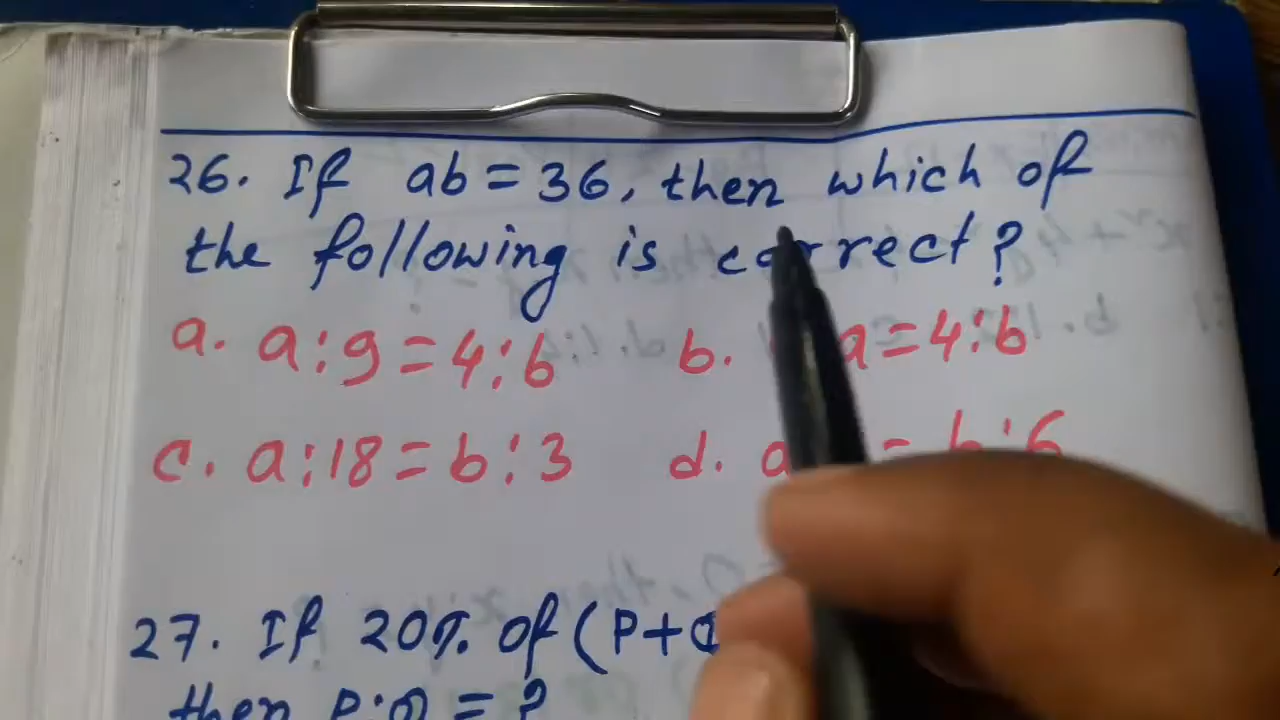 26. If ab = 36, then which of
the following is correct?
a. a:9 = 4:b b. a = 4:b
c. a:18 = b:3 d. a = b:6
27. If 20% of (P+
then P:Q = ?